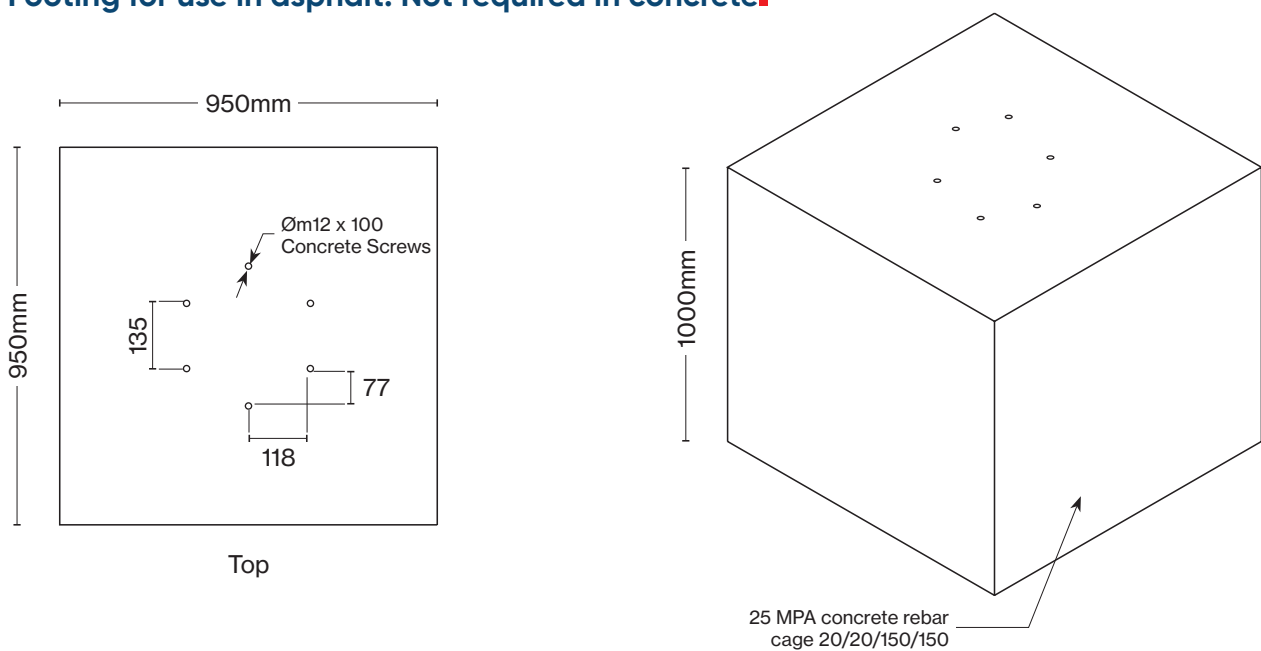 Footing for use in asphalt. Not required in concrete
950mm
950mm
Øm12 x 100
Concrete Screws
135
77
118
Top
1000mm
25 MPA concrete rebar
cage 20/20/150/150